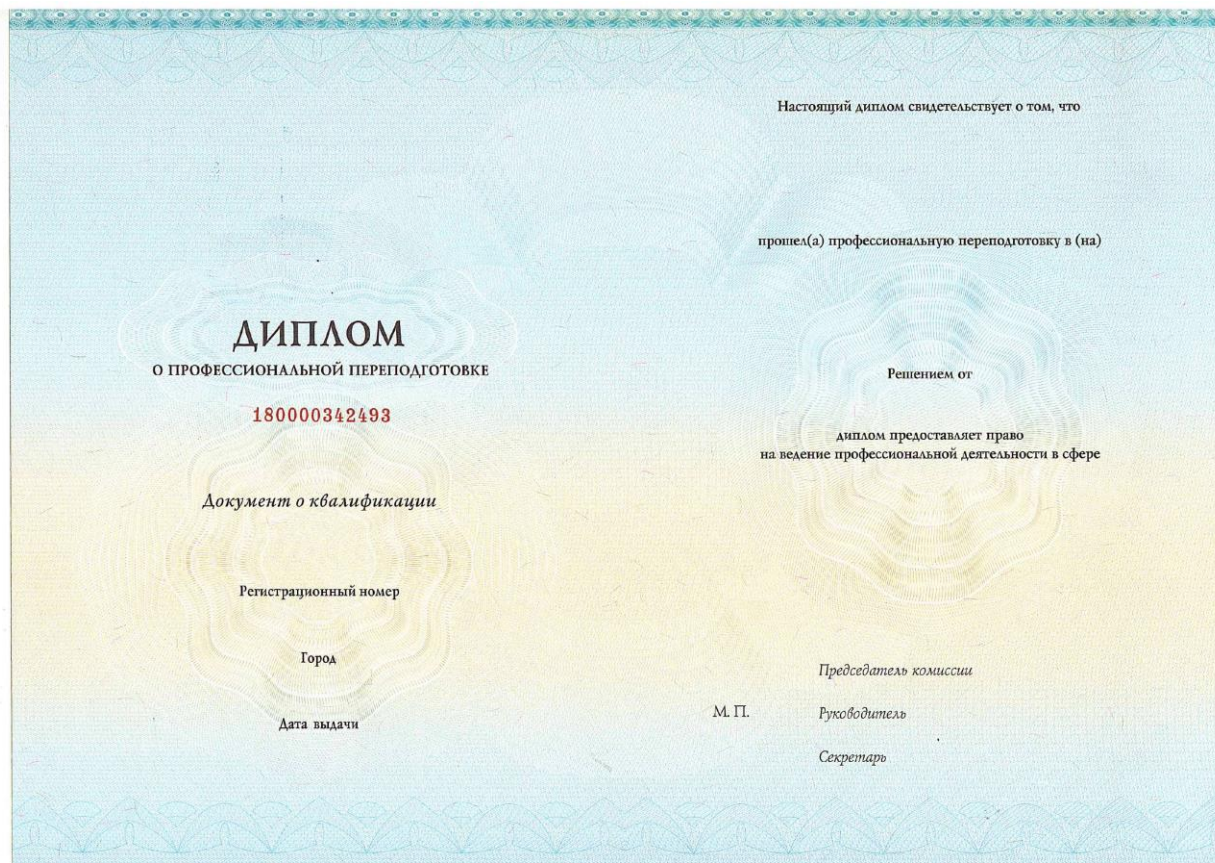 ДИПЛОМ
О ПРОФЕССИОНАЛЬНОЙ ПЕРЕПОДГОТОВКЕ
180000342493
Документ о квалификации
Регистрационный номер
Город
Дата выдачи
Настоящий диплом свидетельствует о том, что
прошел(а) профессиональную переподготовку в (на)
Решением от
диплом предоставляет право
на ведение профессиональной деятельности в сфере
Председатель комиссии
М. П.
Руководитель
Секретарь